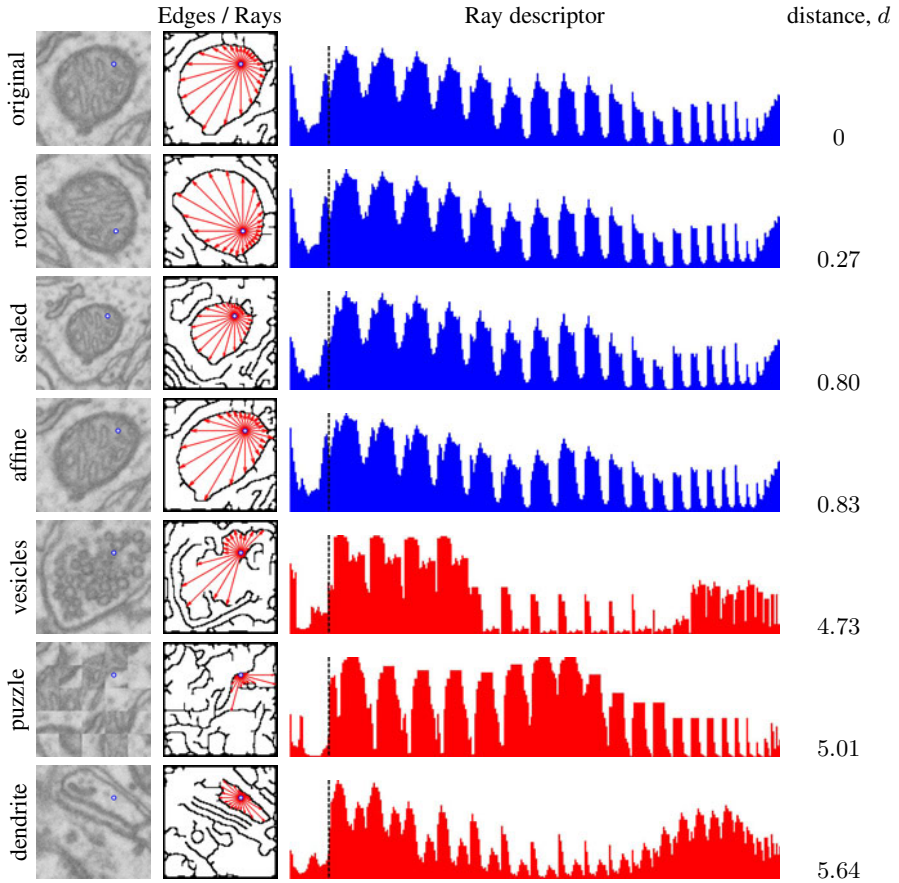 Edges / Rays Ray descriptor distance, d
original 0
rotation 0.27
scaled 0.80
affine 0.83
vesicles 4.73
puzzle 5.01
dendrite 5.64